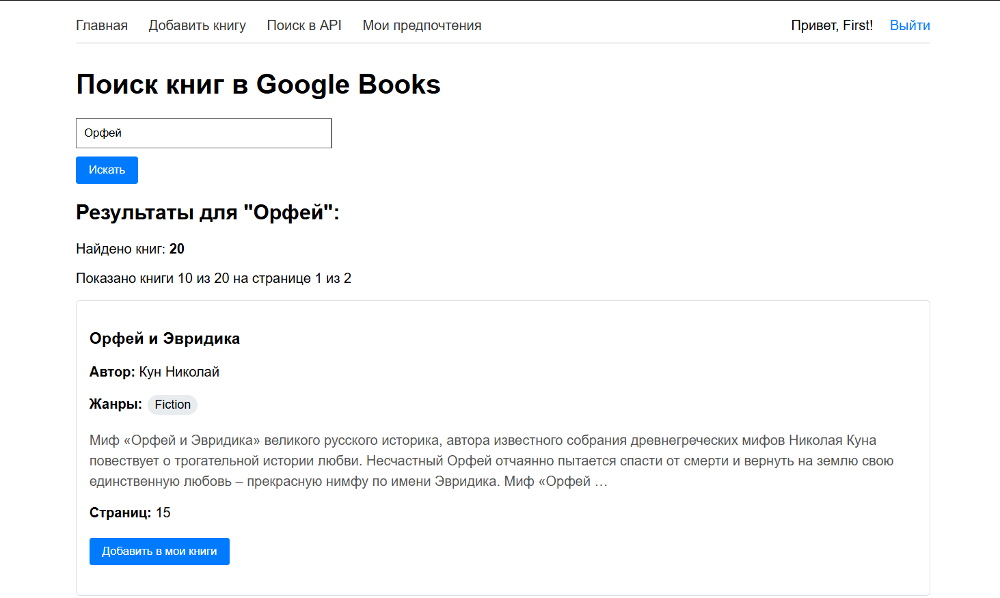 Главная Добавить книгу Поиск в API Мои предпочтения Привет, First! Выйти
Поиск книг в Google Books
Орфей
Искать
Результаты для "Орфей":
Найдено книг: 20
Показано книги 10 из 20 на странице 1 из 2
Орфей и Эвридика
Автор: Кун Николай
Жанры: Fiction
Миф «Орфей и Эвридика» великого русского историка, автора известного собрания древнегреческих мифов Николая Куна
повествует о трогательной истории любви. Несчастный Орфей отчаянно пытается спасти от смерти и вернуть на землю свою
единственную любовь – прекрасную нимфу по имени Эвридика. Миф «Орфей …
Страниц: 15
Добавить в мои книги